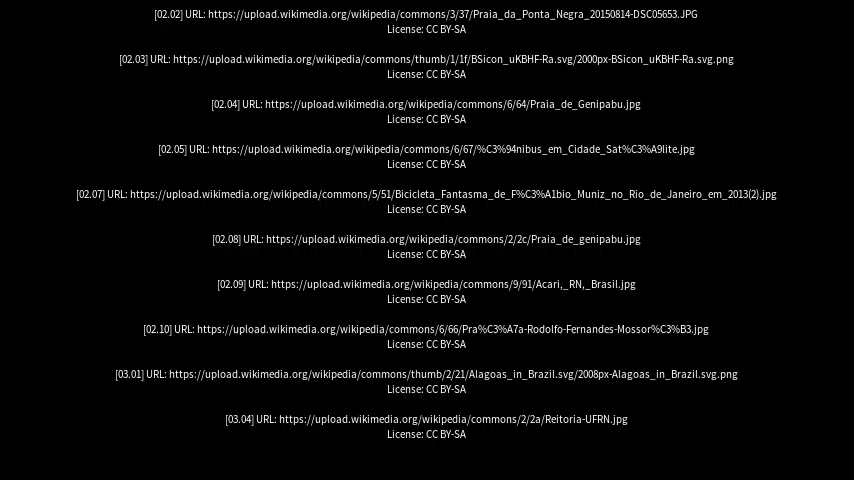 [02.02] URL: https://upload.wikimedia.org/wikipedia/commons/3/37/Praia_da_Ponta_Negra_20150814-DSC05653.JPG
License: CC BY-SA
[02.03] URL: https://upload.wikimedia.org/wikipedia/commons/thumb/1/1f/BSicon_uKBHF-Ra.svg/2000px-BSicon_uKBHF-Ra.svg.png
License: CC BY-SA
[02.04] URL: https://upload.wikimedia.org/wikipedia/commons/6/64/Praia_de_Genipabu.jpg
License: CC BY-SA
[02.05] URL: https://upload.wikimedia.org/wikipedia/commons/6/67/%C3%94nibus_em_Cidade_Sat%C3%A9lite.jpg
License: CC BY-SA
[02.07] URL: https://upload.wikimedia.org/wikipedia/commons/5/51/Bicicleta_Fantasma_de_F%C3%A1bio_Muniz_no_Rio_de_Janeiro_em_2013(2).jpg
License: CC BY-SA
[02.08] URL: https://upload.wikimedia.org/wikipedia/commons/2/2c/Praia_de_genipabu.jpg
License: CC BY-SA
[02.09] URL: https://upload.wikimedia.org/wikipedia/commons/9/91/Acari,_RN,_Brasil.jpg
License: CC BY-SA
[02.10] URL: https://upload.wikimedia.org/wikipedia/commons/6/66/Pra%C3%A7a-Rodolfo-Fernandes-Mossor%C3%B3.jpg
License: CC BY-SA
[03.01] URL: https://upload.wikimedia.org/wikipedia/commons/thumb/2/21/Alagoas_in_Brazil.svg/2008px-Alagoas_in_Brazil.svg.png
License: CC BY-SA
[03.04] URL: https://upload.wikimedia.org/wikipedia/commons/2/2a/Reitoria-UFRN.jpg
License: CC BY-SA